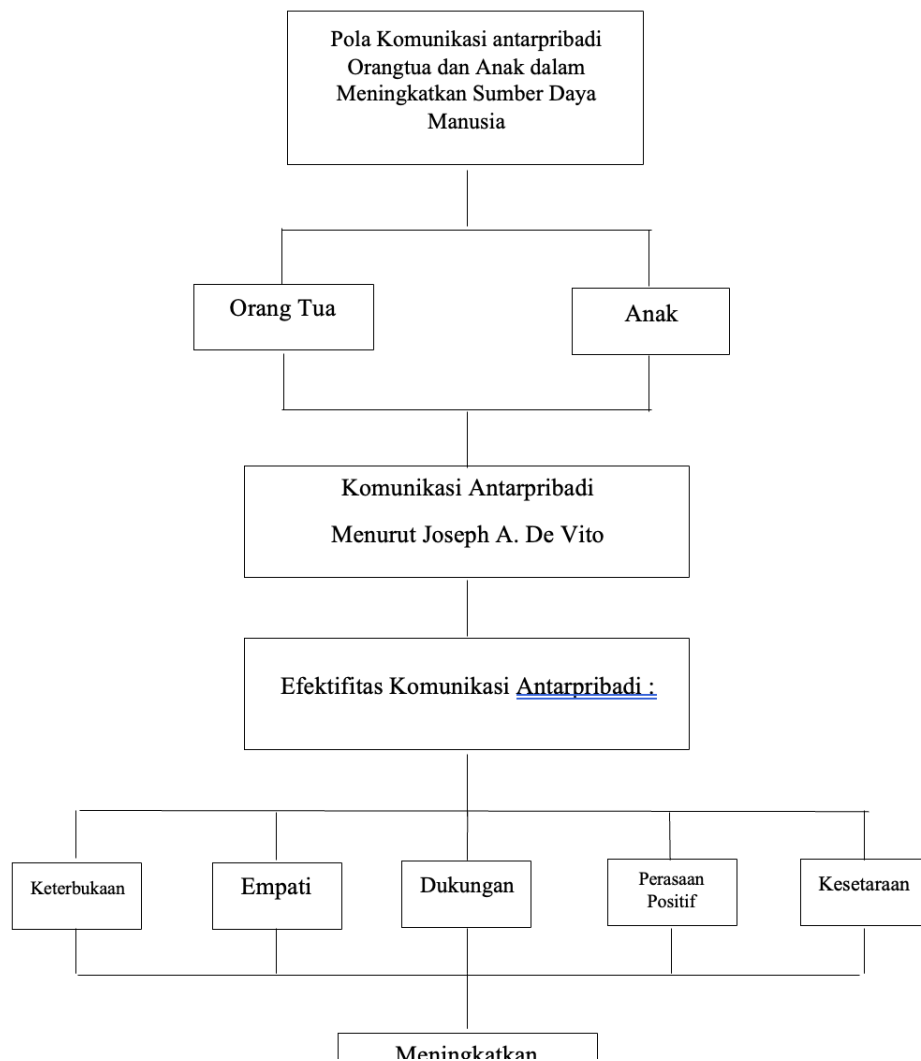 Pola Komunikasi antarpribadi
Orangtua dan Anak dalam
Meningkatkan Sumber Daya
Manusia
Orang Tua
Anak
Komunikasi Antarpribadi
Menurut Joseph A. De Vito
Efektifitas Komunikasi Antarpribadi :
Keterbukaan
Empati
Dukungan
Perasaan
Positif
Kesetaraan
Meningkatkan